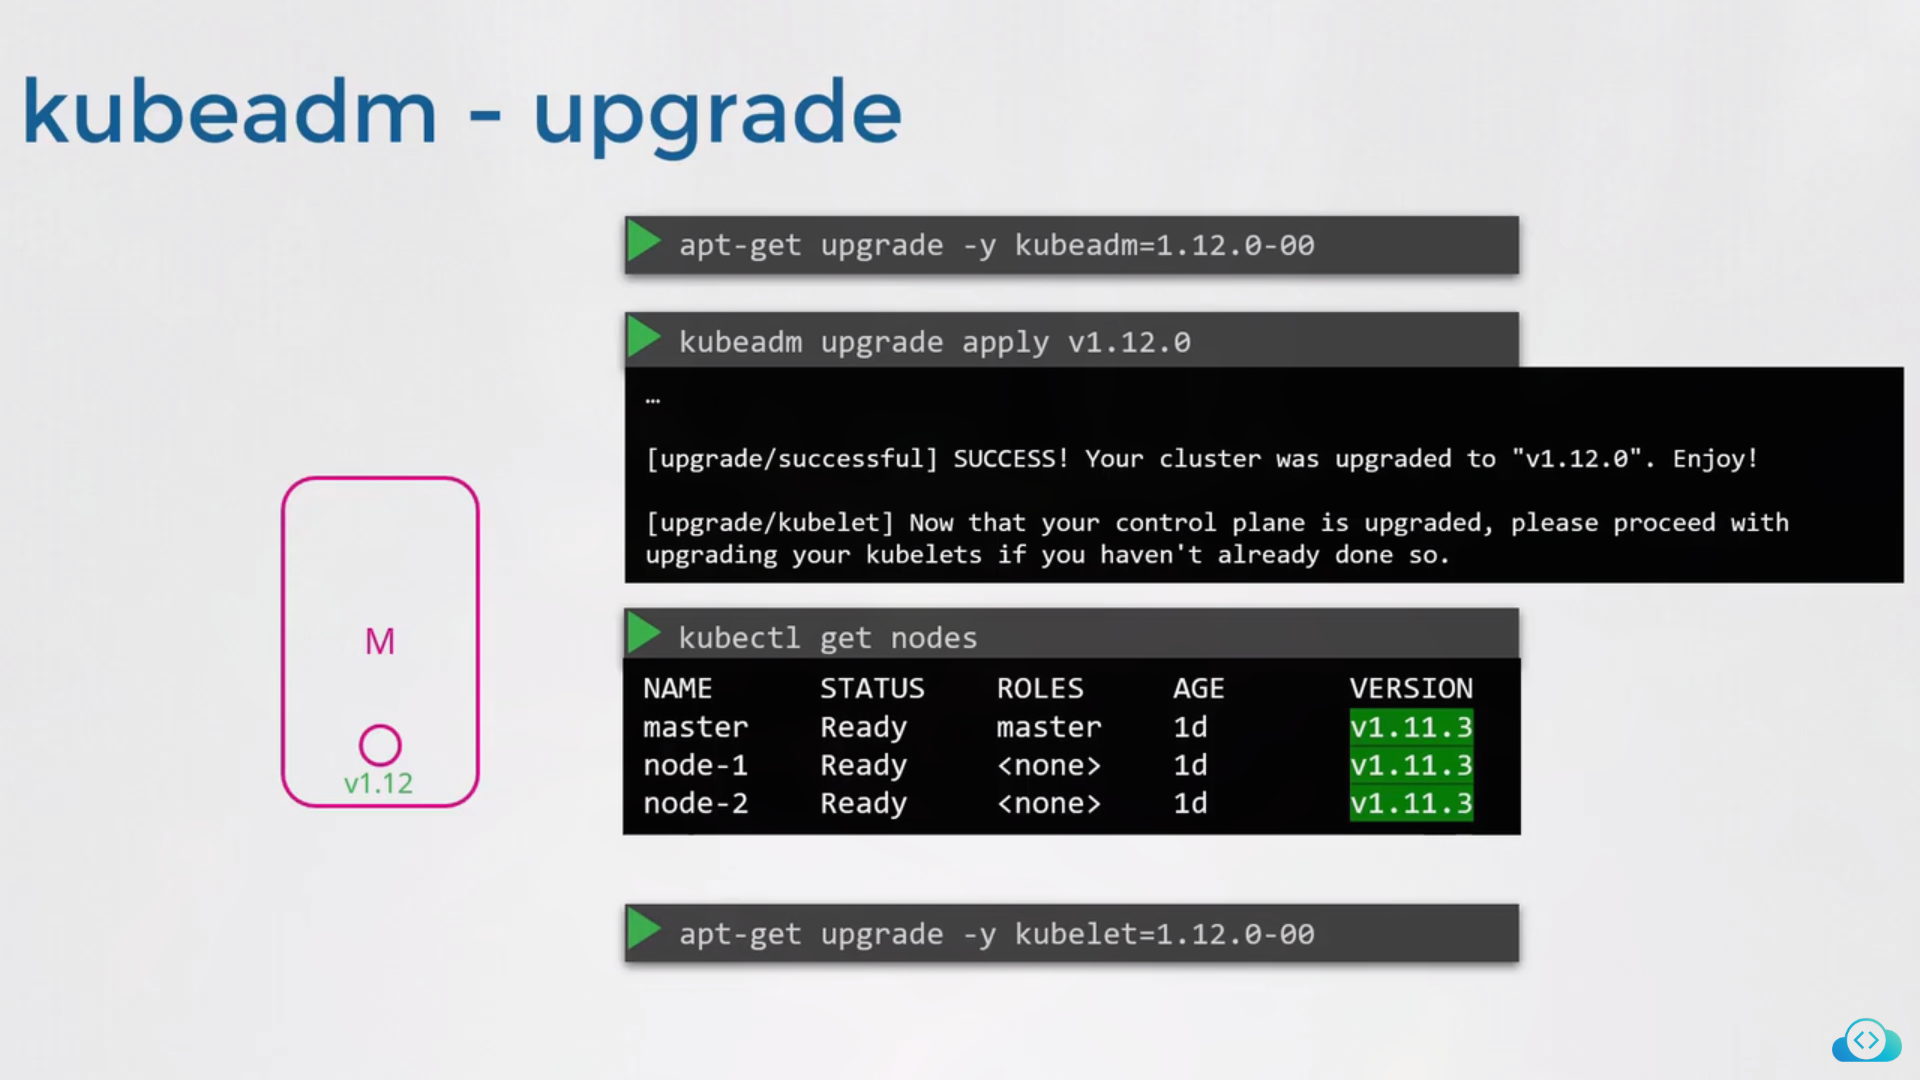 kubeadm - upgrade
apt-get upgrade -y kubeadm=1.12.0-00
kubeadm upgrade apply v1.12.0
…
[upgrade/successful] SUCCESS! Your cluster was upgraded to "v1.12.0". Enjoy!
[upgrade/kubelet] Now that your control plane is upgraded, please proceed with
upgrading your kubelets if you haven't already done so.
M
v1.12
kubectl get nodes
NAME STATUS ROLES AGE VERSION
master Ready master 1d v1.11.3
node-1 Ready <none> 1d v1.11.3
node-2 Ready <none> 1d v1.11.3
apt-get upgrade -y kubelet=1.12.0-00